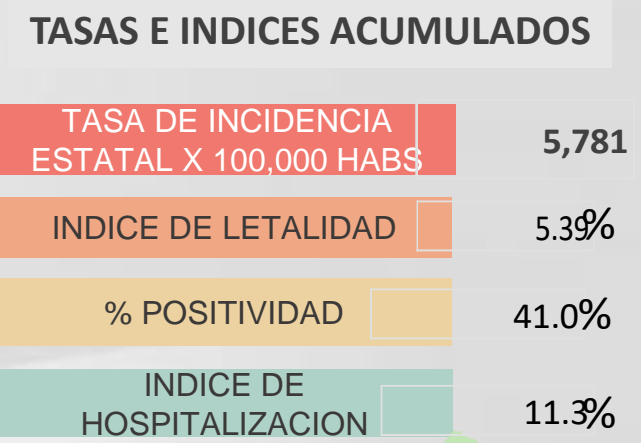 TASAS E INDICES ACUMULADOS
TASA DE INCIDENCIA
ESTATAL X 100,000 HABS
5,781
INDICE DE LETALIDAD
5.39%
% POSITIVIDAD
41.0%
INDICE DE
HOSPITALIZACION
11.3%